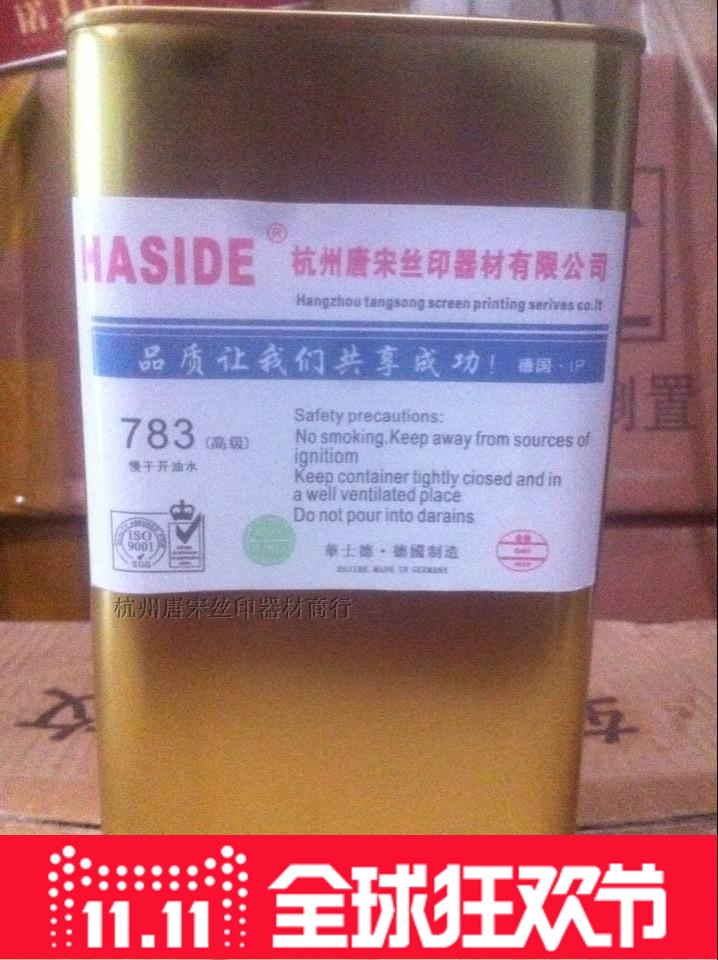 HASIDE®
杭州唐宋丝印器材有限公司
Hangzhou tangsong screen printing serives co.lt
品质让我们共享成功! 德国·IP
783 (高级)
慢干开油水
Safety precautions:
No smoking.Keep away from sources of
ignitiom
Keep container tightly ciosed and in
a well ventilated place
Do not pour into darains
ISO
9001
SGS
華士德·德國制造
HASIDE.MADE IN GERMANY
杭州唐宋丝印器材商行
制置
11.11 全球狂欢节